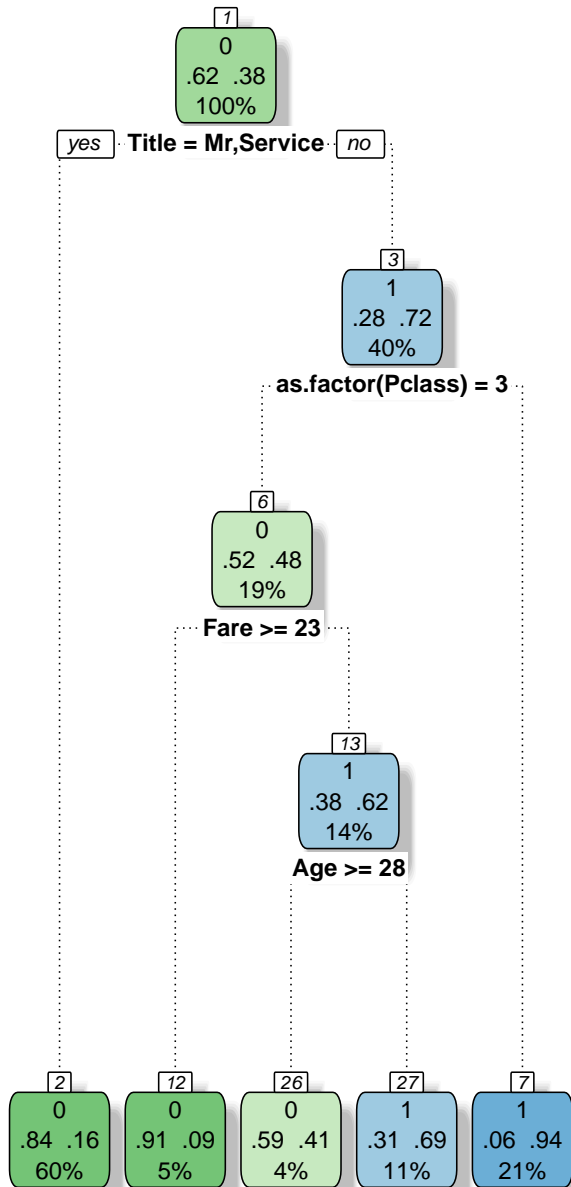 1
0
.62 .38
100%
yes Title = Mr,Service no
3
1
.28 .72
40%
as.factor(Pclass) = 3
6
0
.52 .48
19%
Fare >= 23
13
1
.38 .62
14%
Age >= 28
2 12 26 27 7
0 0 0 1 1
.84 .16 .91 .09 .59 .41 .31 .69 .06 .94
60% 5% 4% 11% 21%